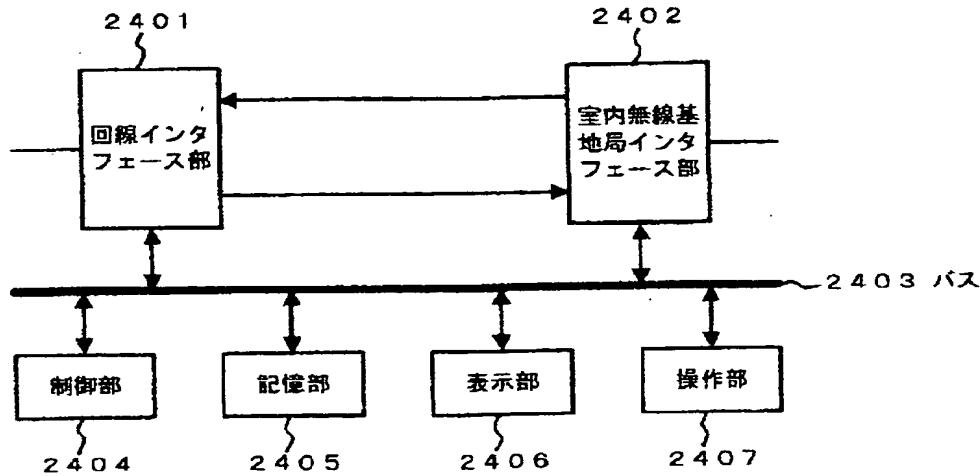 2401
2402
回線インタ
フェース部
室内無線基
地局インタ
フェース部
2403 バス
制御部
記憶部
表示部
操作部
2404
2405
2406
2407